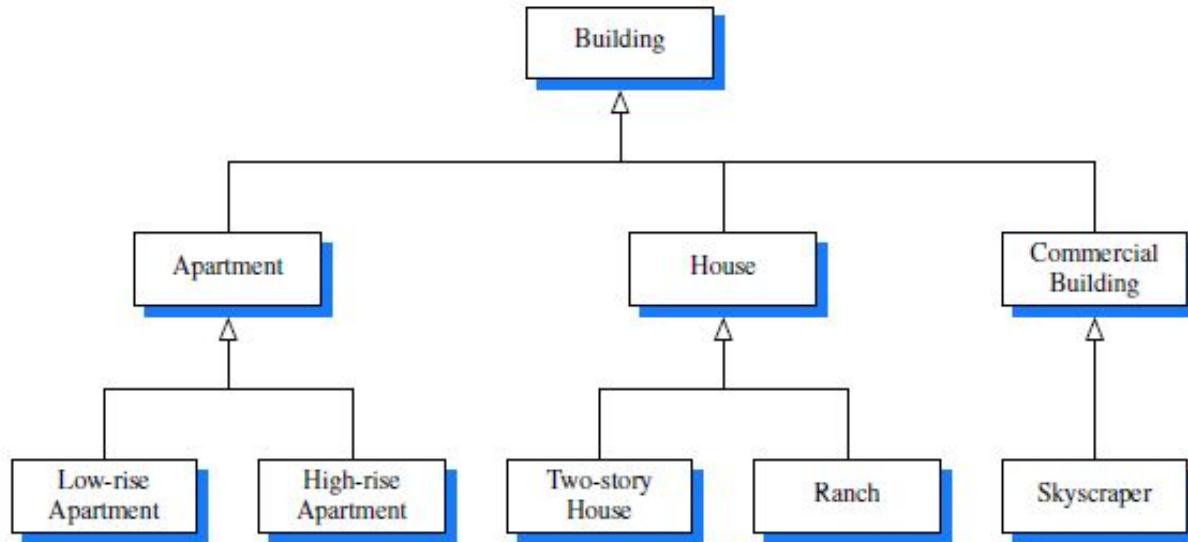 Building
Apartment
House
Commercial
Building
Low-rise
Apartment
High-rise
Apartment
Two-story
House
Ranch
Skyscraper